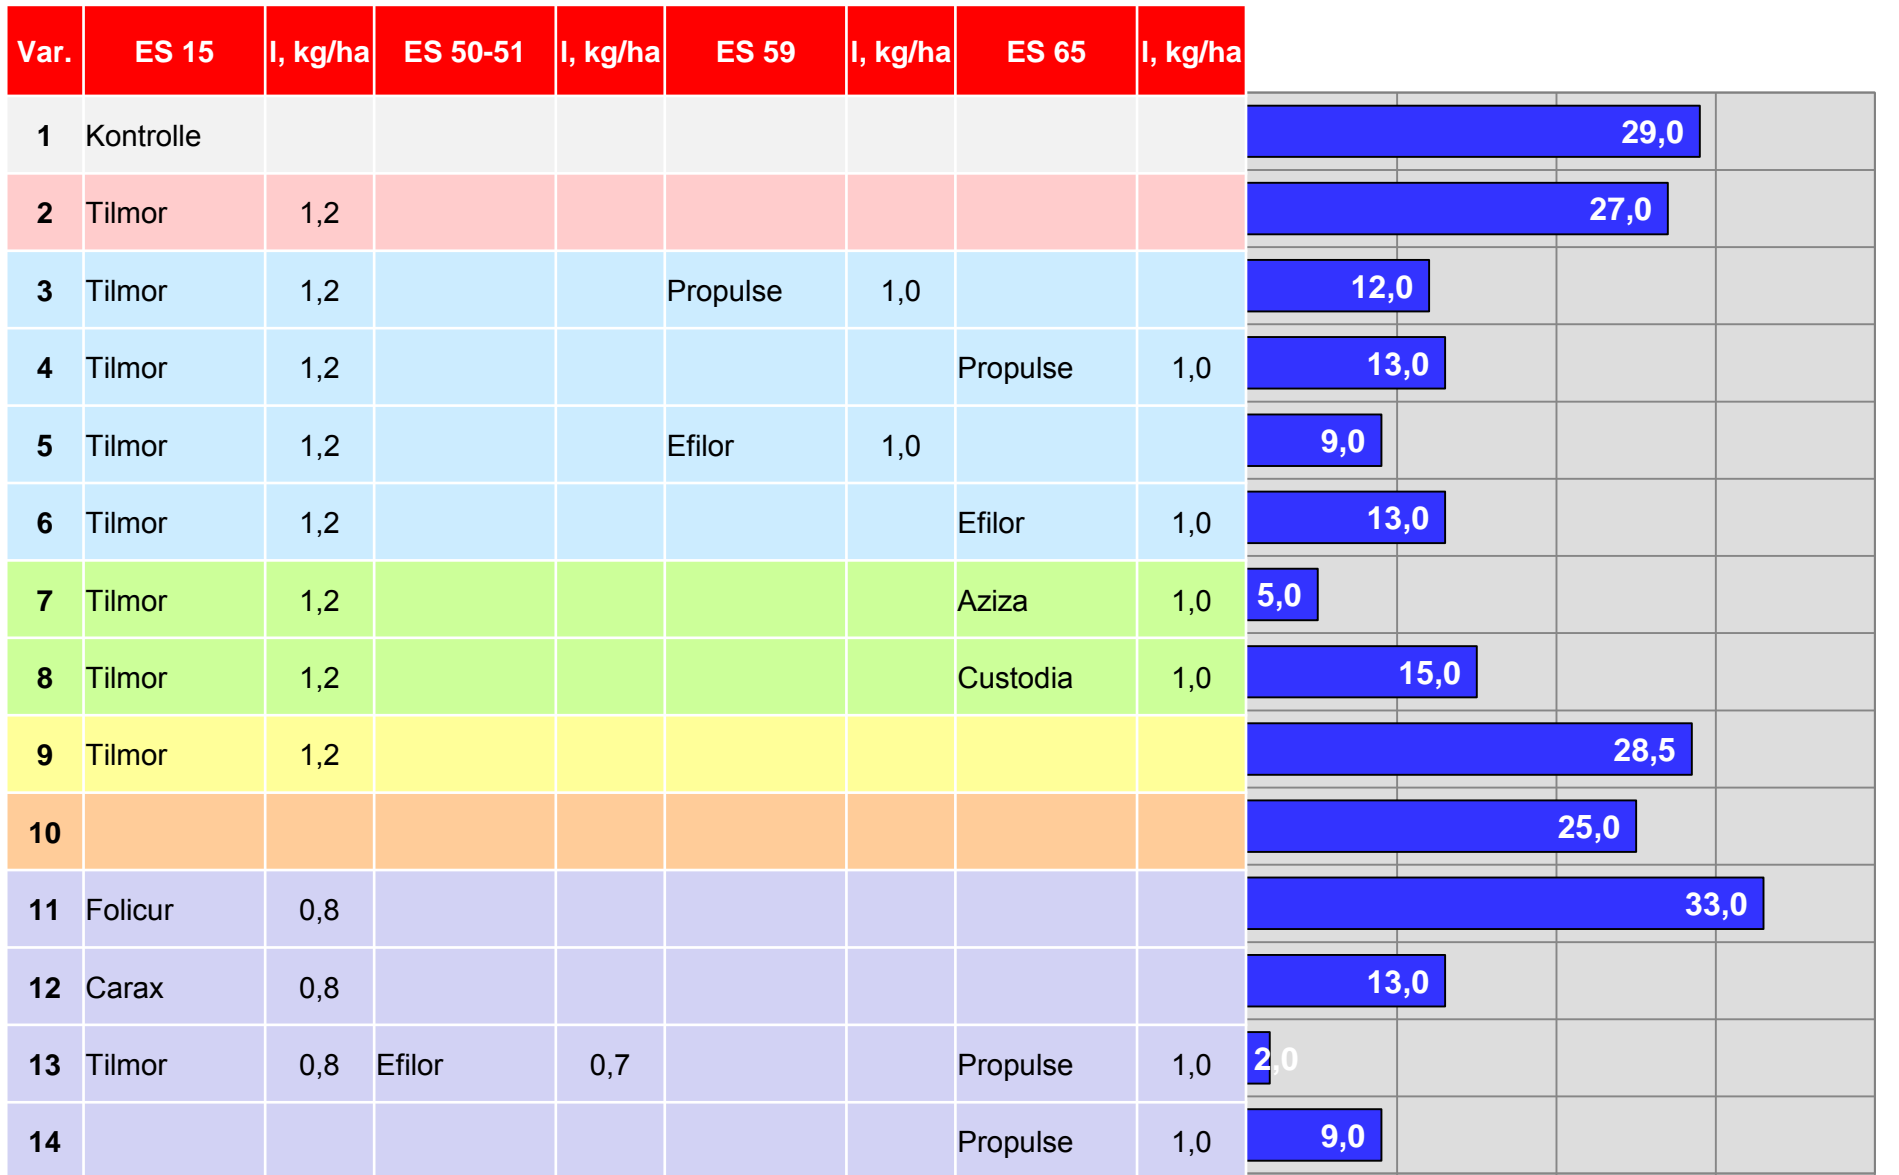 Var. ES 15 l, kg/ha ES 50-51 l, kg/ha ES 59 l, kg/ha ES 65 l, kg/ha
1 Kontrolle 29,0
2 Tilmor 1,2 27,0
3 Tilmor 1,2 Propulse 1,0 12,0
4 Tilmor 1,2 Propulse 1,0 13,0
5 Tilmor 1,2 Efilor 1,0 9,0
6 Tilmor 1,2 Efilor 1,0 13,0
7 Tilmor 1,2 Aziza 1,0 5,0
8 Tilmor 1,2 Custodia 1,0 15,0
9 Tilmor 1,2 28,5
10 25,0
11 Folicur 0,8 33,0
12 Carax 0,8 13,0
13 Tilmor 0,8 Efilor 0,7 Propulse 1,0 2,0
14 Propulse 1,0 9,0